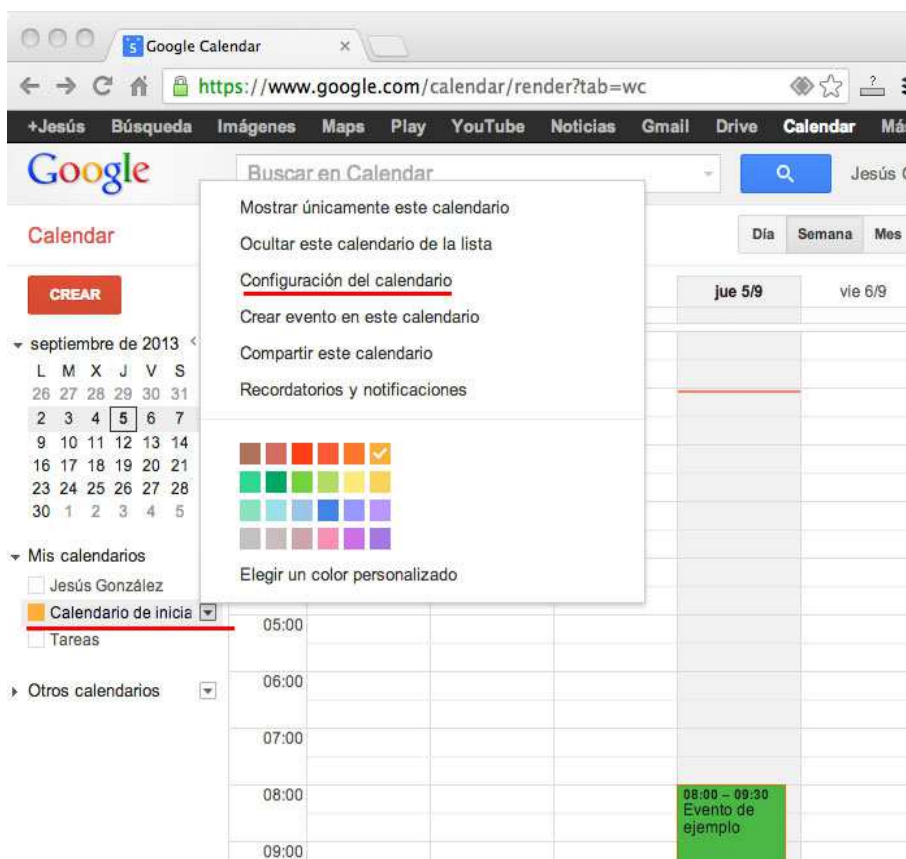 Google Calendar
https://www.google.com/calendar/render?tab=wc
+Jesús Búsqueda Imágenes Maps Play YouTube Noticias Gmail Drive Calendar Más
Google Buscar en Calendar Jesús
Calendar
Día Semana Mes
CREAR
jue 5/9 vie 6/9
septiembre de 2013
L M X J V S
26 27 28 29 30 31
2 3 4 5 6 7
9 10 11 12 13 14
16 17 18 19 20 21
23 24 25 26 27 28
30 1 2 3 4 5
Mis calendarios
Jesús González
Calendario de inicia
Tareas
Otros calendarios
Mostrar únicamente este calendario
Ocultar este calendario de la lista
Configuración del calendario
Crear evento en este calendario
Compartir este calendario
Recordatorios y notificaciones
Elegir un color personalizado
05:00
06:00
07:00
08:00
09:00
08:00 – 09:30
Evento de
ejemplo